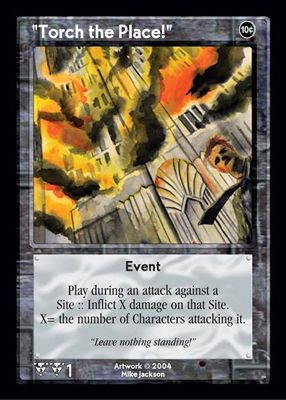 "Torch the Place!"
10¢
Event
Play during an attack against a
Site :: Inflict X damage on that Site.
X= the number of Characters attacking it.
"Leave nothing standing!"
Artwork © 2004
Mike Jackson
1